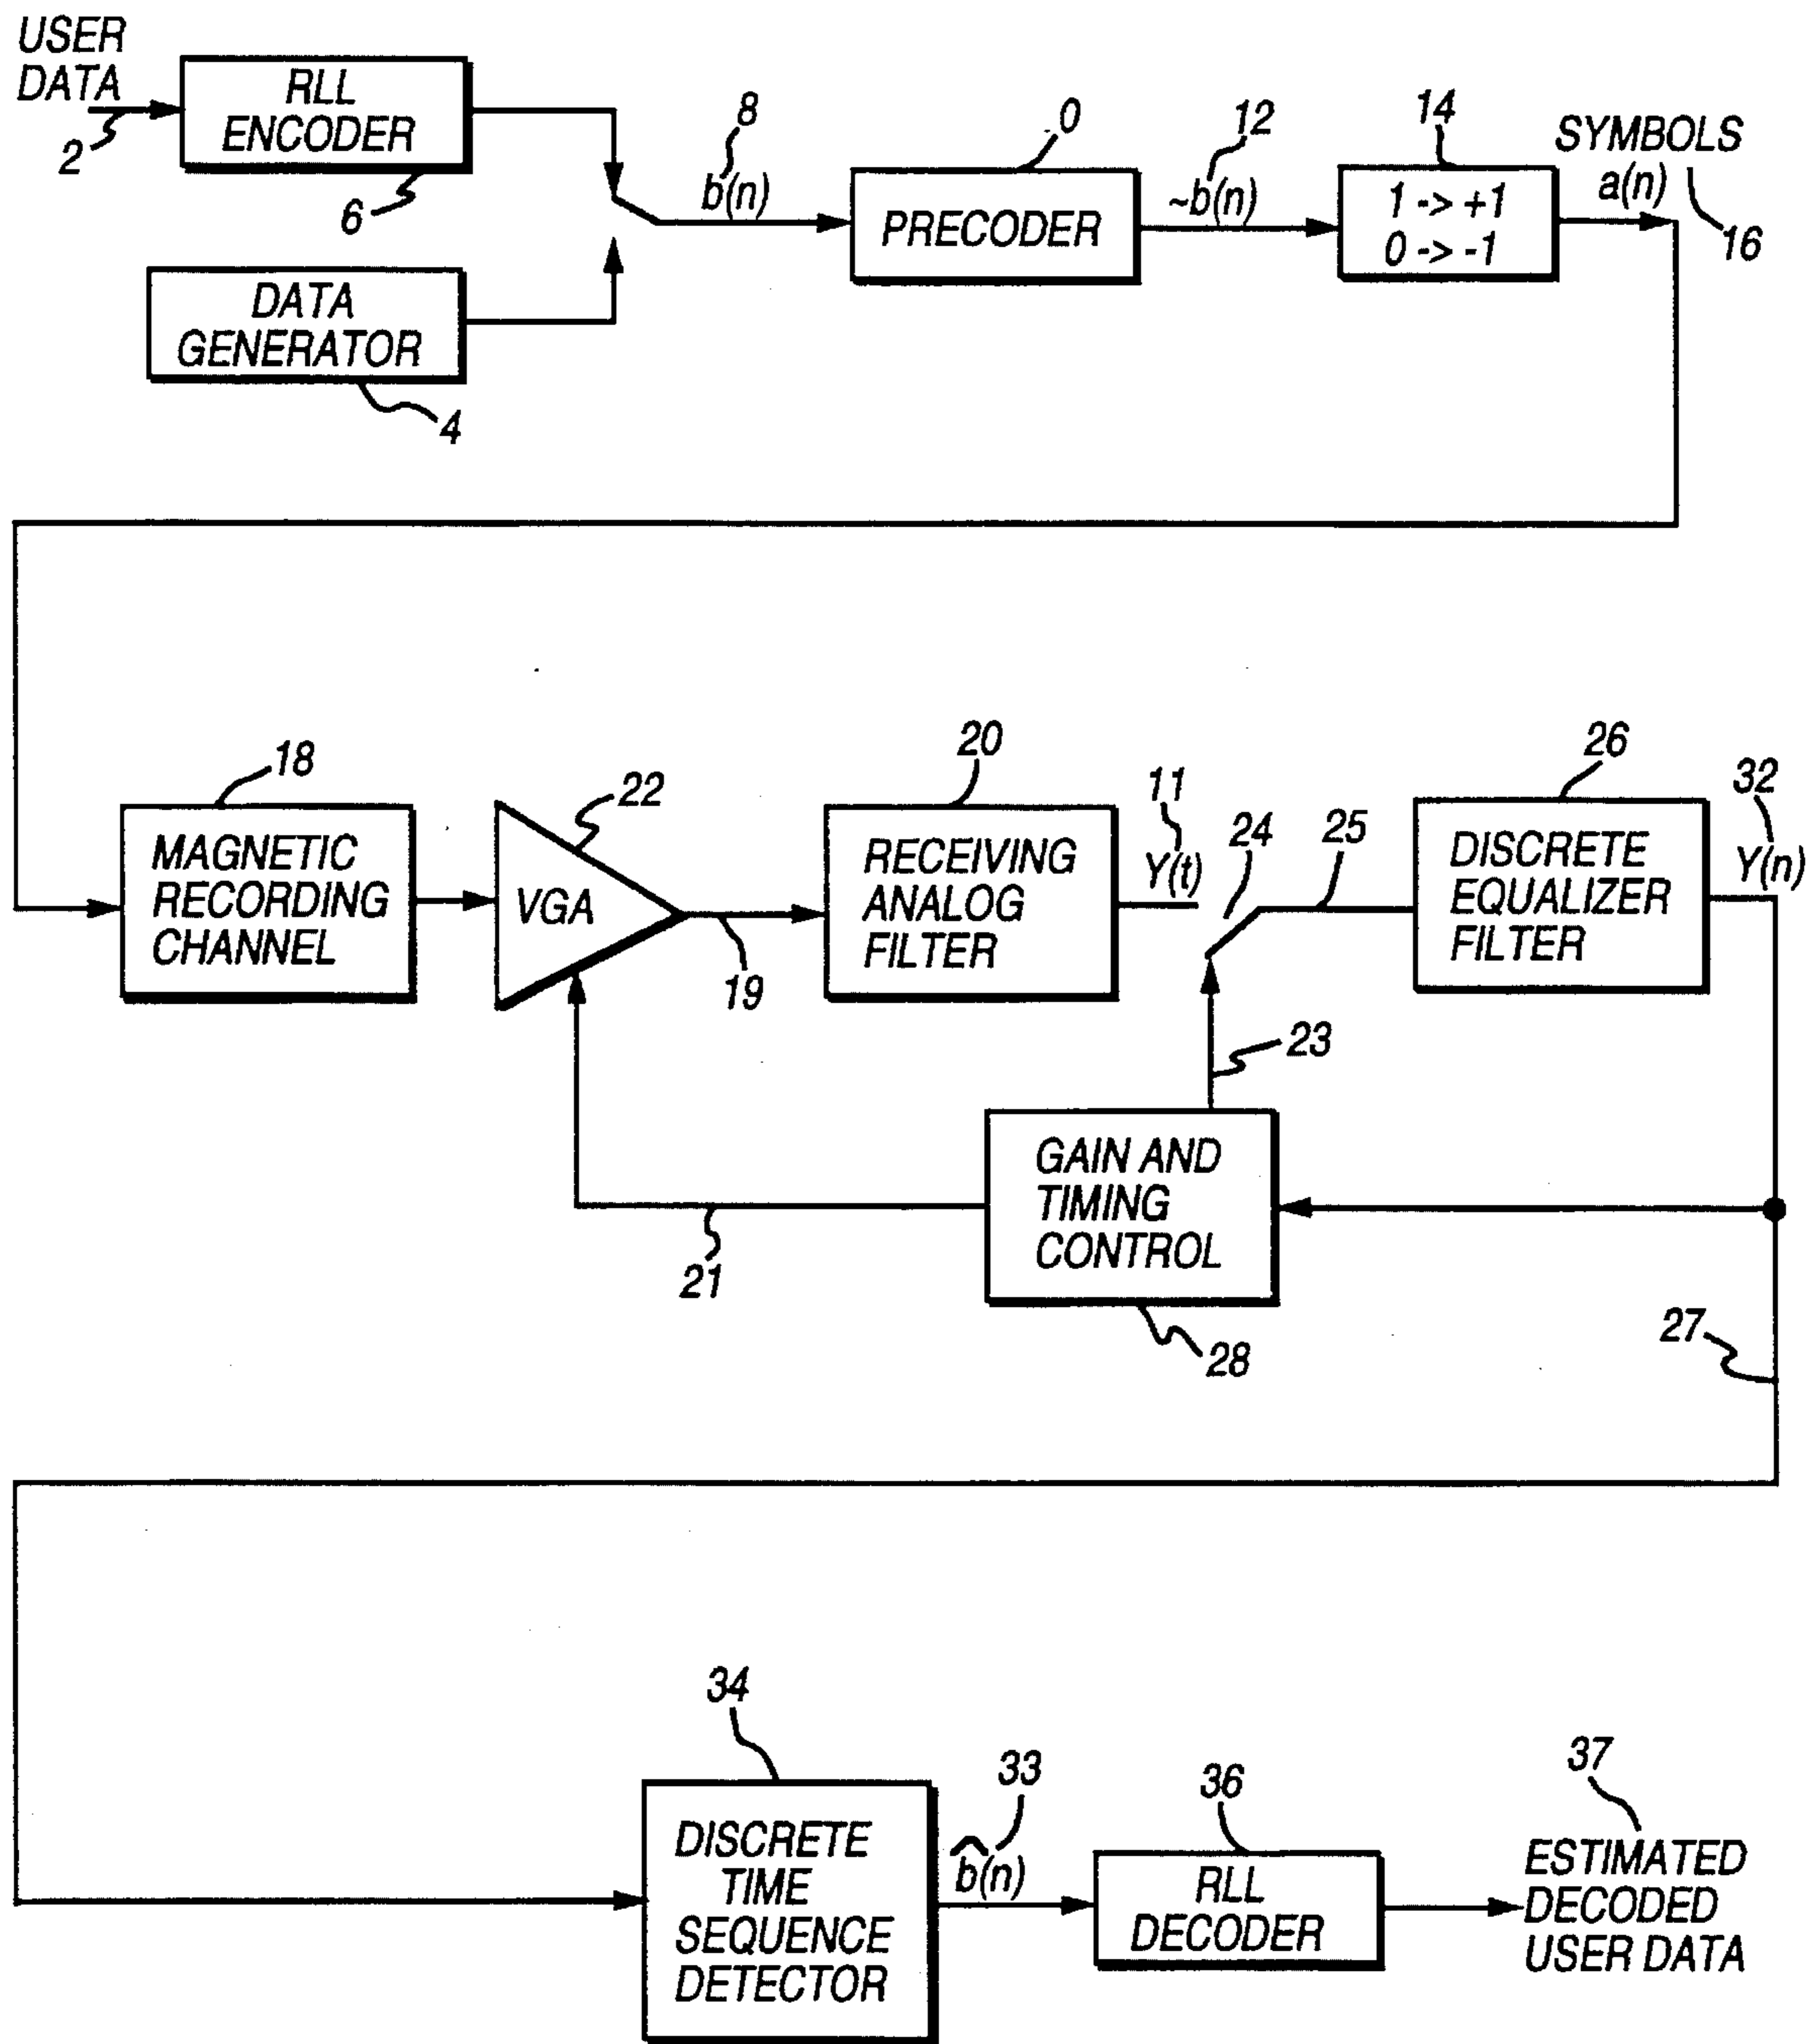 USER
DATA
2
RLL
ENCODER
6
DATA
GENERATOR
4
8
b(n)
0
PRECODER
12
~b(n)
14
1 -> +1
0 -> -1
SYMBOLS
a(n)
16
18
MAGNETIC
RECORDING
CHANNEL
22
VGA
19
20
RECEIVING
ANALOG
FILTER
11
Y(t)
24
25
26
DISCRETE
EQUALIZER
FILTER
32
Y(n)
23
GAIN AND
TIMING
CONTROL
21
28
27
34
DISCRETE
TIME
SEQUENCE
DETECTOR
33
b̂(n)
36
RLL
DECODER
37
ESTIMATED
DECODED
USER DATA